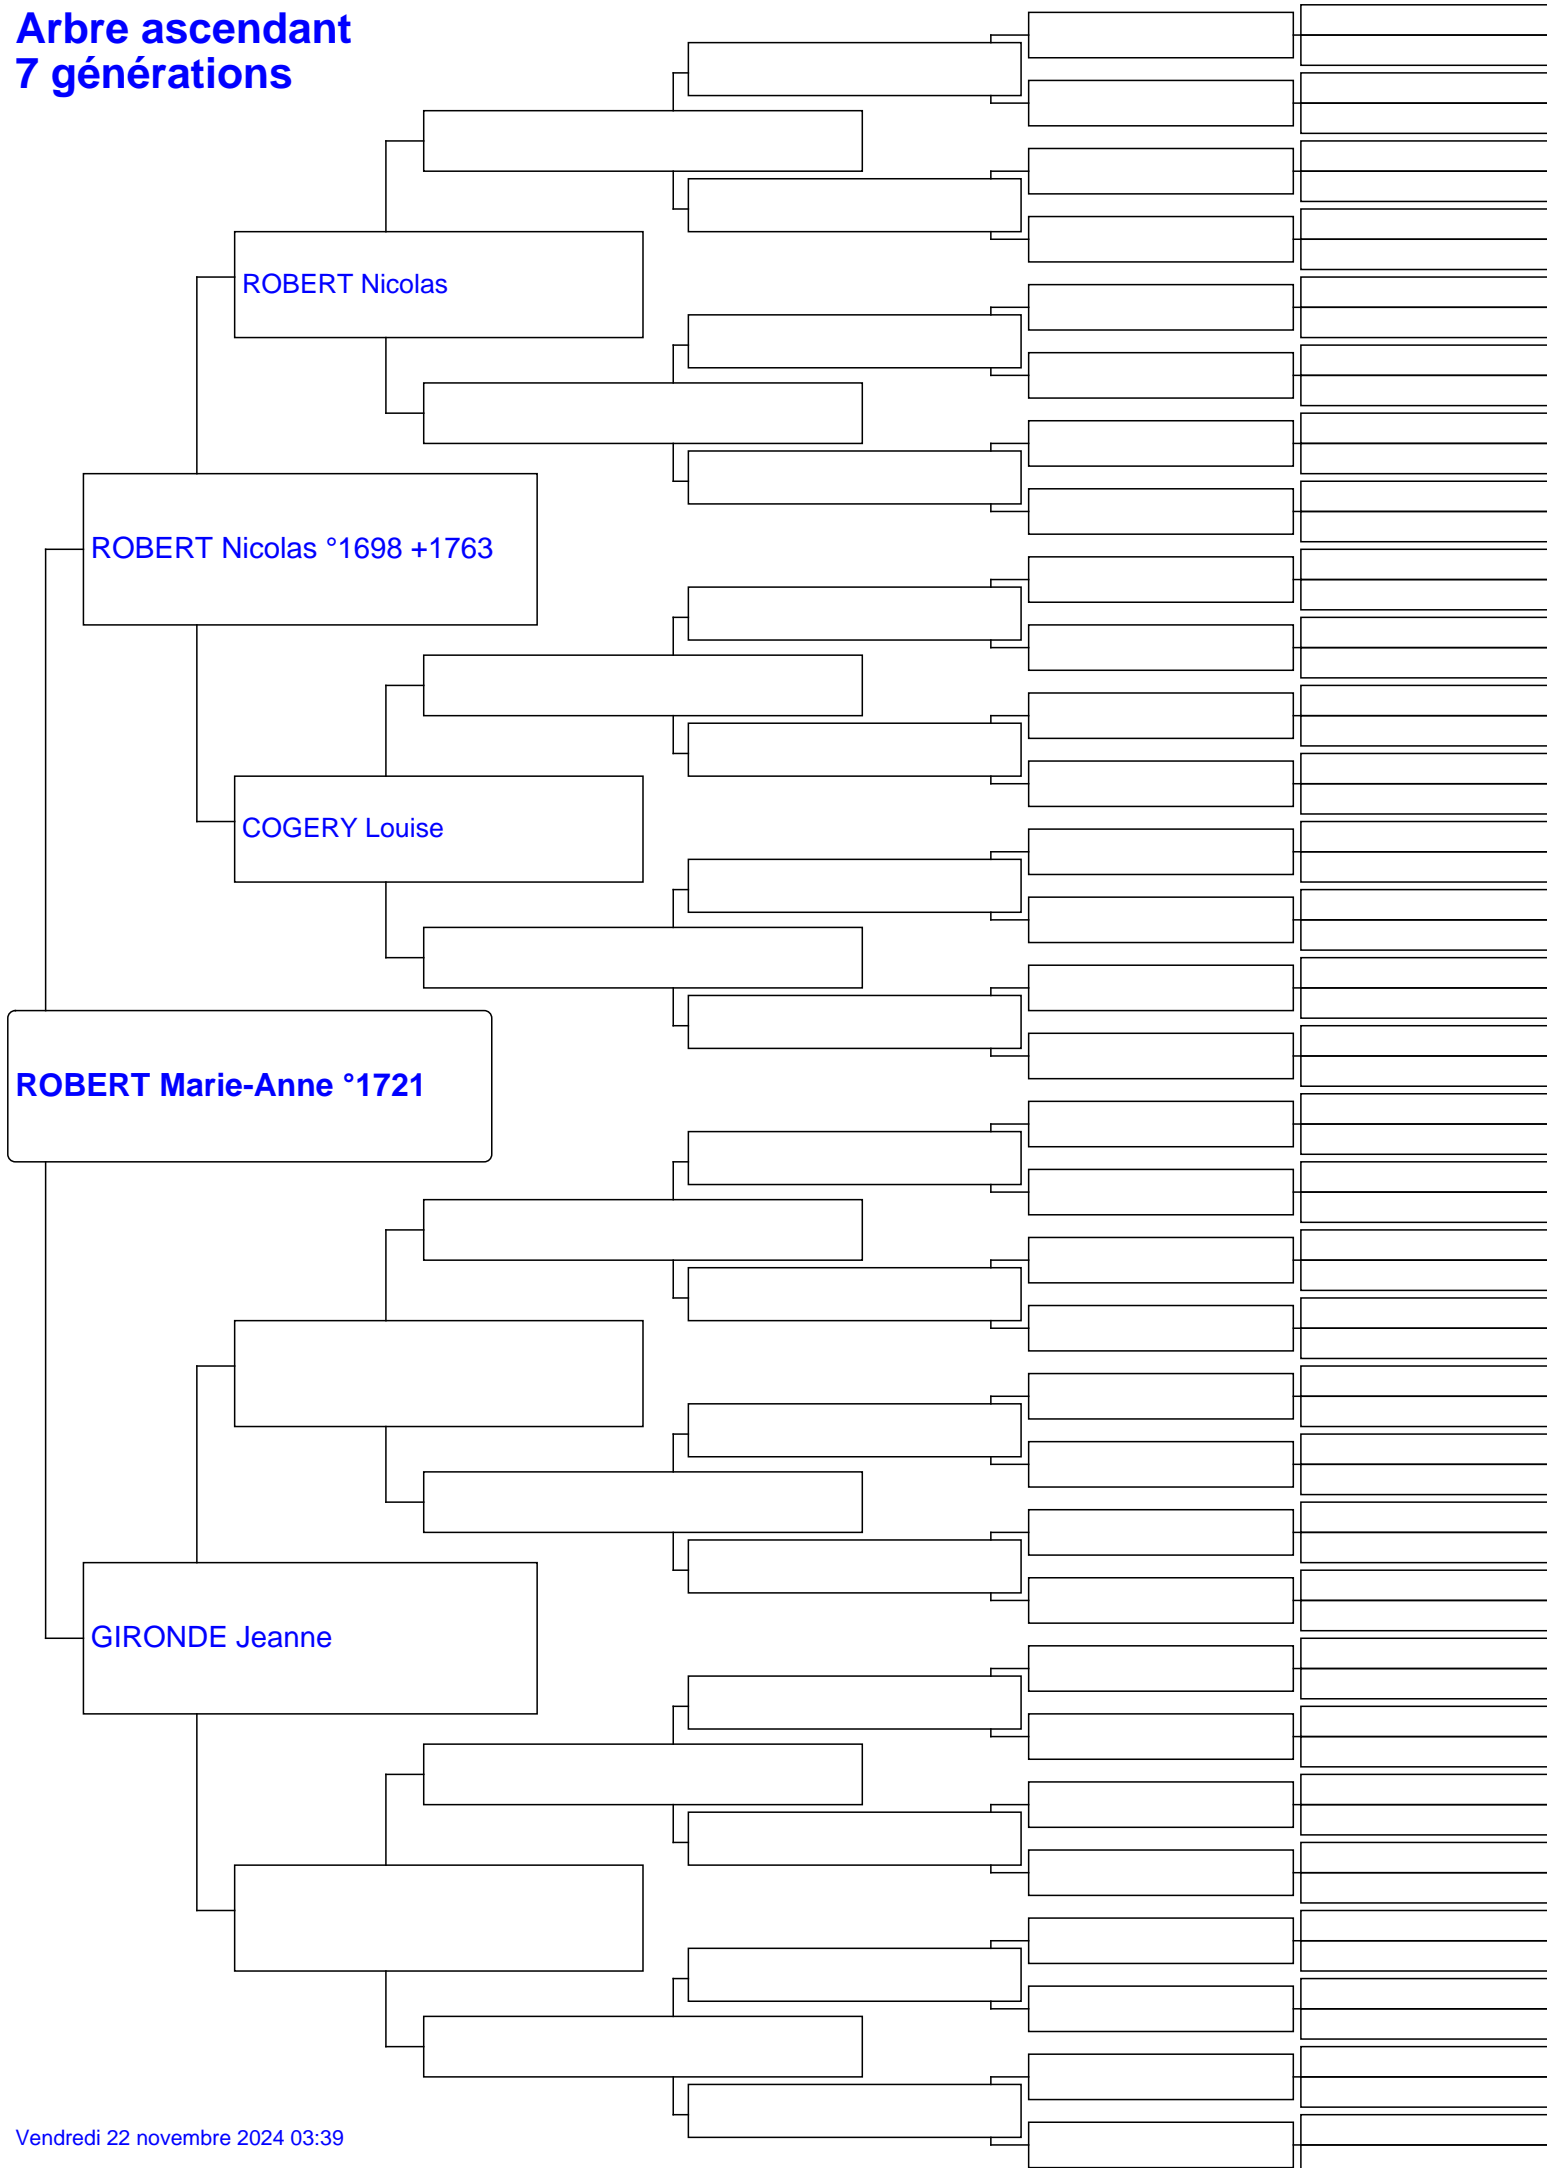 Arbre ascendant
7 générations
ROBERT Nicolas
ROBERT Nicolas °1698 +1763
COGERY Louise
ROBERT Marie-Anne °1721
GIRONDE Jeanne
Vendredi 22 novembre 2024 03:39